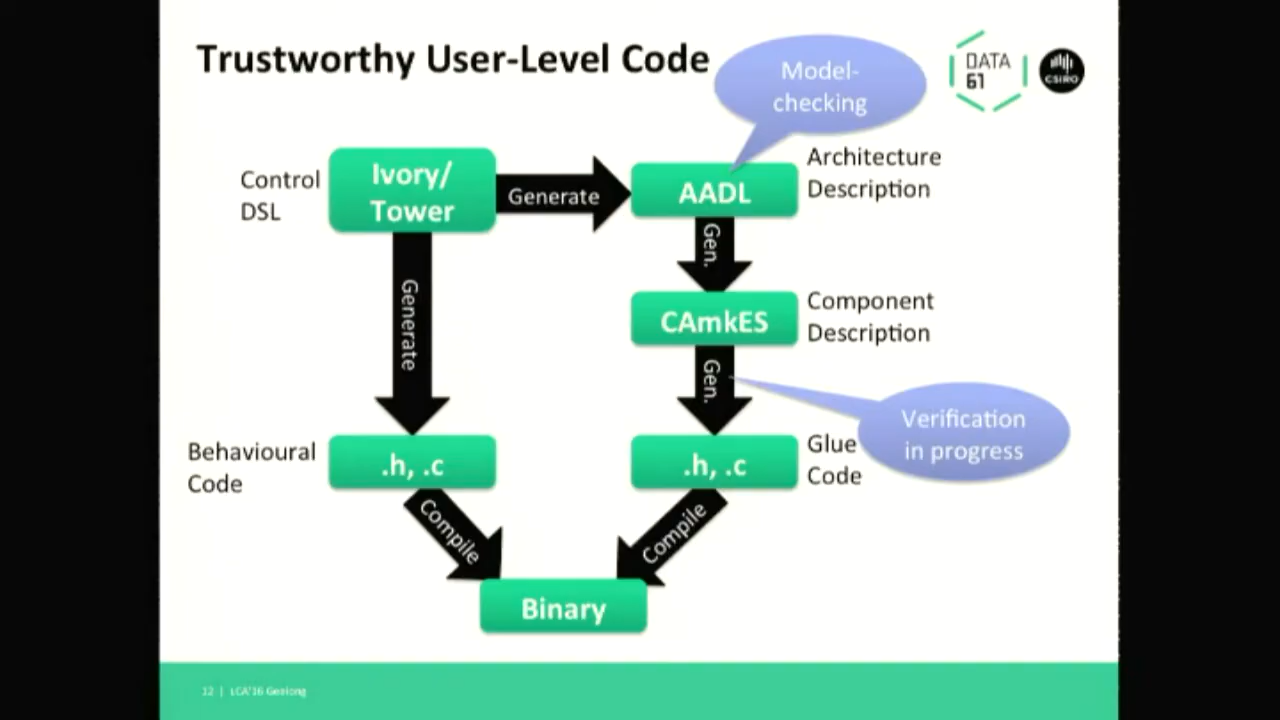 Trustworthy User-Level Code
Model-
checking
DATA
61
CSIRO
Control
DSL
Ivory/
Tower
Generate
AADL
Architecture
Description
Gen.
Generate
CAmkES
Component
Description
Gen.
Verification
in progress
Behavioural
Code
.h, .c
.h, .c
Glue
Code
Compile
Compile
Binary
12 | LCA'16 Geelong